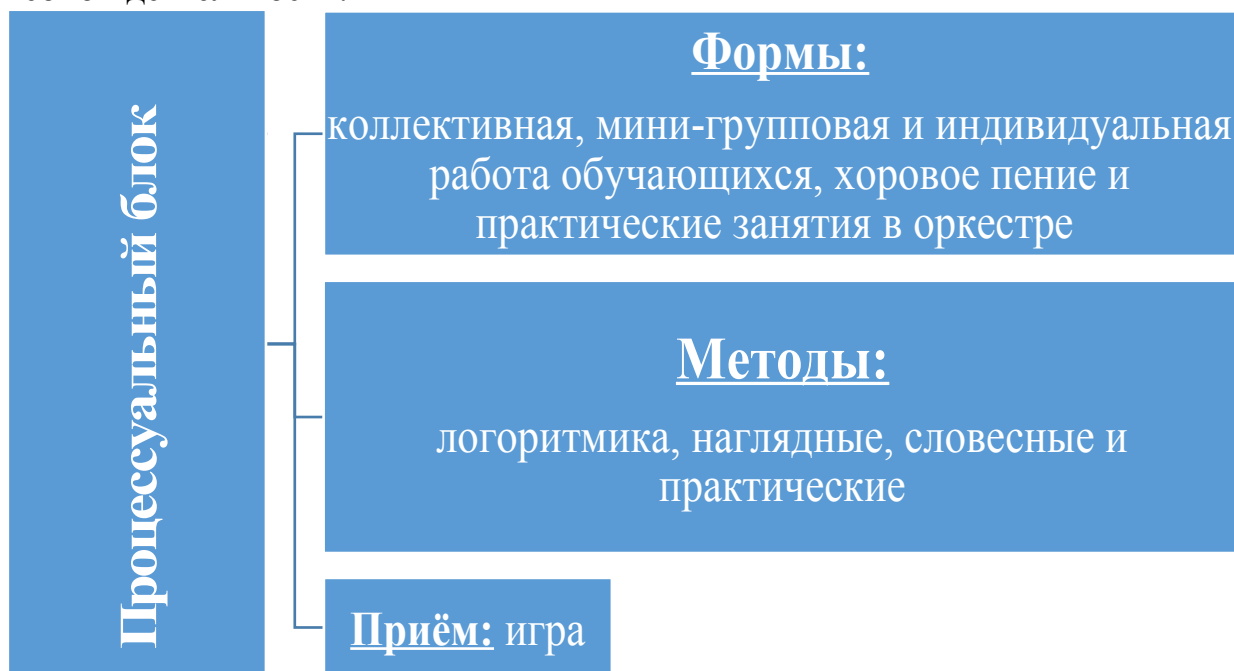 Процессуальный блок
Формы:
коллективная, мини-групповая и индивидуальная
работа обучающихся, хоровое пение и
практические занятия в оркестре
Методы:
логоритмика, наглядные, словесные и
практические
Приём: игра